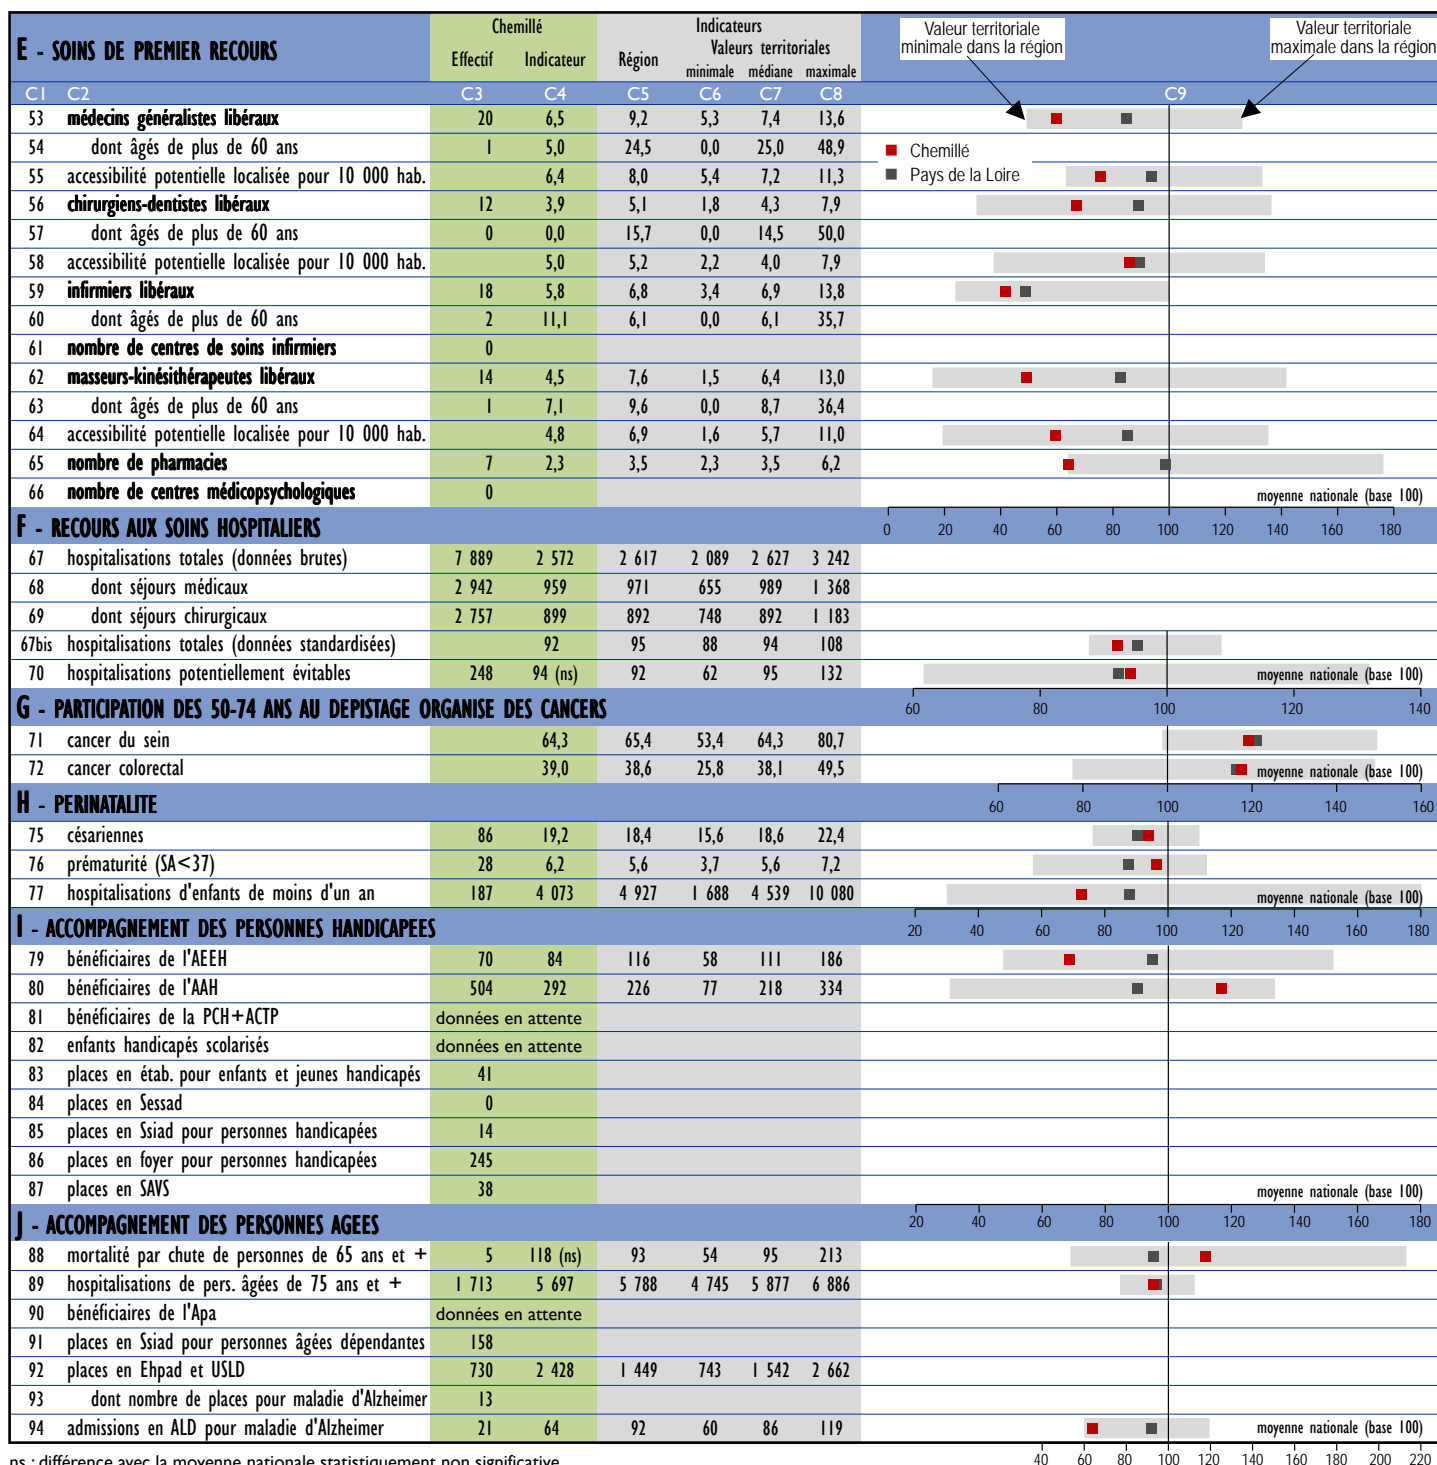 E - SOINS DE PREMIER RECOURS
Chemillé
Effectif Indicateur
Indicateurs
Région
Valeurs territoriales
minimale médiane maximale
Valeur territoriale
minimale dans la région
Valeur territoriale
maximale dans la région
C1 C2 C3 C4 C5 C6 C7 C8 C9
53 médecins généralistes libéraux 20 6,5 9,2 5,3 7,4 13,6
54 dont âgés de plus de 60 ans 1 5,0 24,5 0,0 25,0 48,9
Chemillé
55 accessibilité potentielle localisée pour 10 000 hab. 6,4 8,0 5,4 7,2 11,3
Pays de la Loire
56 chirurgiens-dentistes libéraux 12 3,9 5,1 1,8 4,3 7,9
57 dont âgés de plus de 60 ans 0 0,0 15,7 0,0 14,5 50,0
58 accessibilité potentielle localisée pour 10 000 hab. 5,0 5,2 2,2 4,0 7,9
59 infirmiers libéraux 18 5,8 6,8 3,4 6,9 13,8
60 dont âgés de plus de 60 ans 2 11,1 6,1 0,0 6,1 35,7
61 nombre de centres de soins infirmiers 0
62 masseurs-kinésithérapeutes libéraux 14 4,5 7,6 1,5 6,4 13,0
63 dont âgés de plus de 60 ans 1 7,1 9,6 0,0 8,7 36,4
64 accessibilité potentielle localisée pour 10 000 hab. 4,8 6,9 1,6 5,7 11,0
65 nombre de pharmacies 7 2,3 3,5 2,3 3,5 6,2
66 nombre de centres médicopsychologiques 0 moyenne nationale (base 100)
F - RECOURS AUX SOINS HOSPITALIERS 0 20 40 60 80 100 120 140 160 180
67 hospitalisations totales (données brutes) 7 889 2 572 2 617 2 089 2 627 3 242
68 dont séjours médicaux 2 942 959 971 655 989 1 368
69 dont séjours chirurgicaux 2 757 899 892 748 892 1 183
67bis hospitalisations totales (données standardisées) 92 95 88 94 108
70 hospitalisations potentiellement évitables 248 94 (ns) 92 62 95 132 moyenne nationale (base 100)
G - PARTICIPATION DES 50-74 ANS AU DEPISTAGE ORGANISE DES CANCERS 60 80 100 120 140
71 cancer du sein 64,3 65,4 53,4 64,3 80,7
72 cancer colorectal 39,0 38,6 25,8 38,1 49,5 moyenne nationale (base 100)
H - PERINATALITE 60 80 100 120 140 160
75 césariennes 86 19,2 18,4 15,6 18,6 22,4
76 prématurité (SA<37) 28 6,2 5,6 3,7 5,6 7,2
77 hospitalisations d'enfants de moins d'un an 187 4 073 4 927 1 688 4 539 10 080 moyenne nationale (base 100)
I - ACCOMPAGNEMENT DES PERSONNES HANDICAPEES 20 40 60 80 100 120 140 160 180
79 bénéficiaires de l'AEEH 70 84 116 58 111 186
80 bénéficiaires de l'AAH 504 292 226 77 218 334
81 bénéficiaires de la PCH+ACTP données en attente
82 enfants handicapés scolarisés données en attente
83 places en étab. pour enfants et jeunes handicapés 41
84 places en Sessad 0
85 places en Ssiad pour personnes handicapées 14
86 places en foyer pour personnes handicapées 245
87 places en SAVS 38 moyenne nationale (base 100)
J - ACCOMPAGNEMENT DES PERSONNES AGEES 20 40 60 80 100 120 140 160 180
88 mortalité par chute de personnes de 65 ans et + 5 118 (ns) 93 54 95 213
89 hospitalisations de pers. âgées de 75 ans et + 1 713 5 697 5 788 4 745 5 877 6 886
90 bénéficiaires de l'Apa données en attente
91 places en Ssiad pour personnes âgées dépendantes 158
92 places en Ehpad et USLD 730 2 428 1 449 743 1 542 2 662
93 dont nombre de places pour maladie d'Alzheimer 13
94 admissions en ALD pour maladie d'Alzheimer 21 64 92 60 86 119 moyenne nationale (base 100)
40 60 80 100 120 140 160 180 200 220
ns : différence avec la moyenne nationale statistiquement non significative